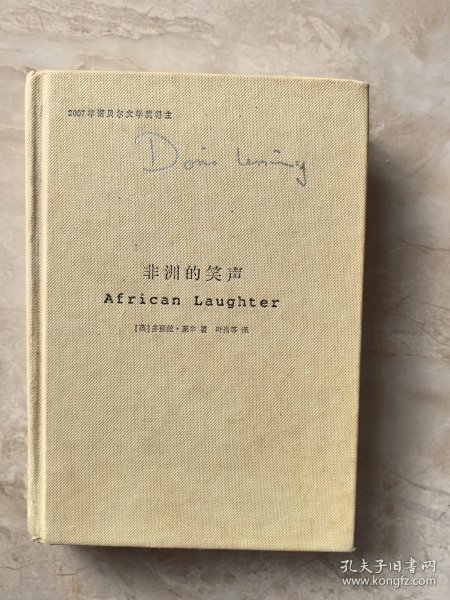 2007年诺贝尔文学奖得主
Doris Lessing
非洲的笑声
African Laughter
[英]多丽丝·莱辛 著 叶肖等 译
孔夫子旧书网
www.kongfz.com